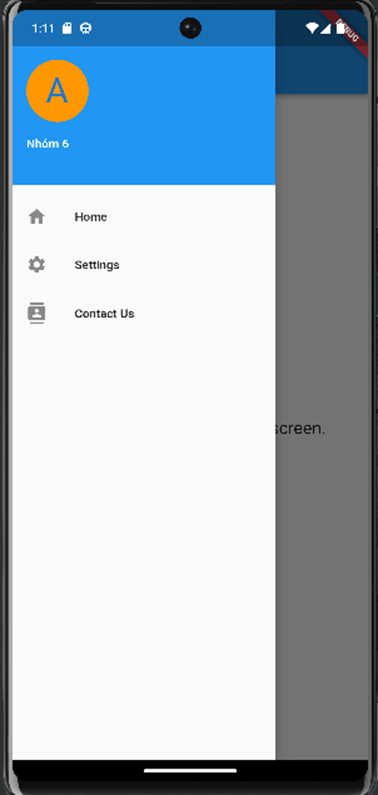 1:11
DEBUG
A
Nhóm 6
Home
Settings
Contact Us
screen.